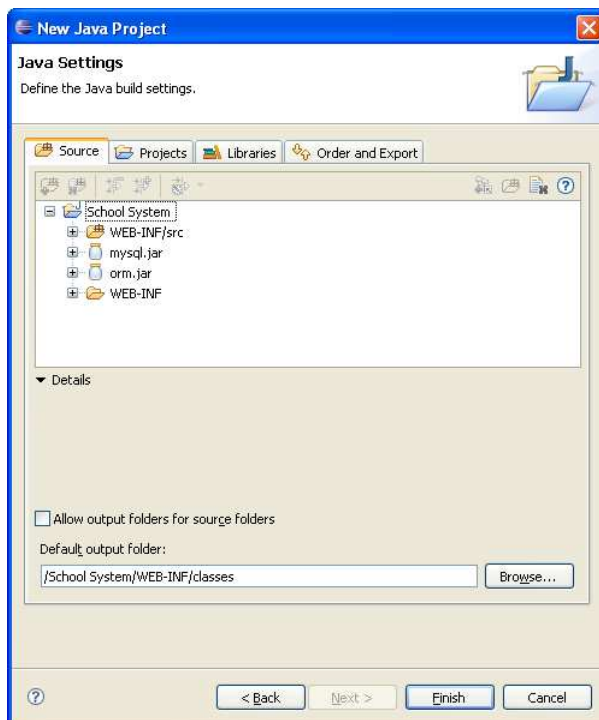 New Java Project
Java Settings
Define the Java build settings.
Source Projects Libraries Order and Export
School System
WEB-INF/src
mysql.jar
orm.jar
WEB-INF
Details
Allow output folders for source folders
Default output folder:
/School System/WEB-INF/classes Browse...
< Back Next > Finish Cancel